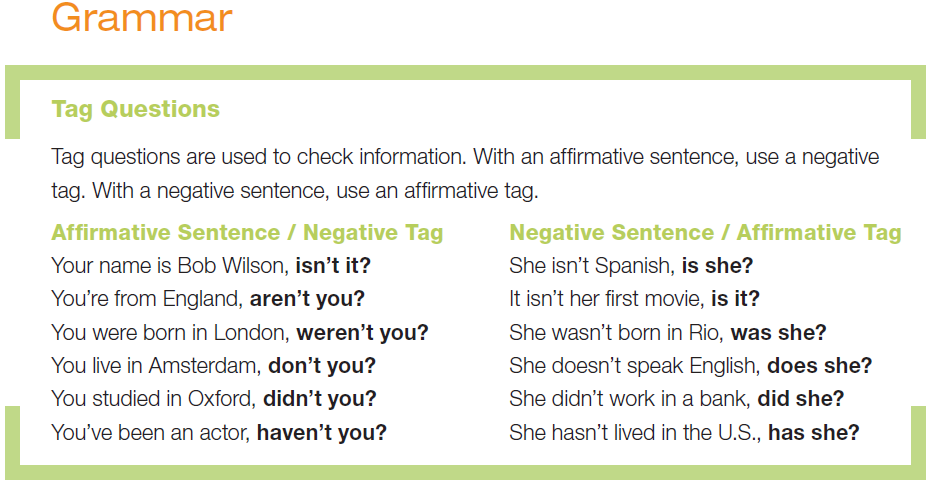 Grammar
Tag Questions
Tag questions are used to check information. With an affirmative sentence, use a negative
tag. With a negative sentence, use an affirmative tag.
Affirmative Sentence / Negative Tag
Your name is Bob Wilson, isn't it?
You're from England, aren't you?
You were born in London, weren't you?
You live in Amsterdam, don't you?
You studied in Oxford, didn't you?
You've been an actor, haven't you?
Negative Sentence / Affirmative Tag
She isn't Spanish, is she?
It isn't her first movie, is it?
She wasn't born in Rio, was she?
She doesn't speak English, does she?
She didn't work in a bank, did she?
She hasn't lived in the U.S., has she?